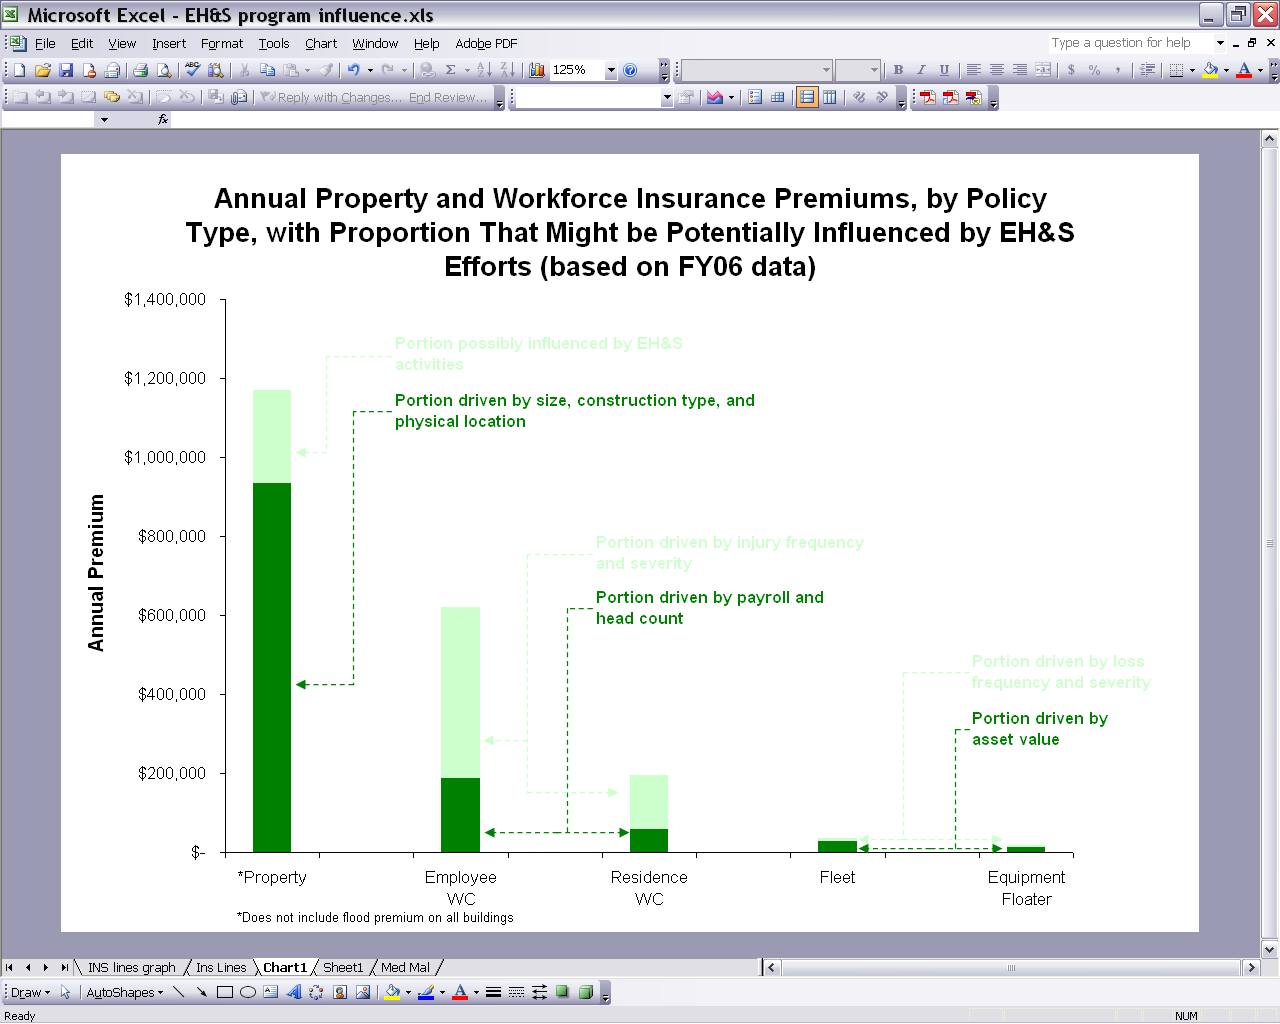 Microsoft Excel - EH&S program influence.xls
File Edit View Insert Format Tools Chart Window Help Adobe PDF
Type a question for help
125%
B I U
$ % ,
Reply with Changes... End Review...
fx
Annual Property and Workforce Insurance Premiums, by Policy
Type, with Proportion That Might be Potentially Influenced by EH&S
Efforts (based on FY06 data)
Annual Premium
$1,400,000
$1,200,000
$1,000,000
$800,000
$600,000
$400,000
$200,000
$-
Portion possibly influenced by EH&S
activities
Portion driven by size, construction type, and
physical location
Portion driven by injury frequency
and severity
Portion driven by payroll and
head count
Portion driven by loss
frequency and severity
Portion driven by
asset value
*Property
Employee
WC
Residence
WC
Fleet
Equipment
Floater
*Does not include flood premium on all buildings
INS lines graph Ins Lines Chart1 Sheet1 Med Mal
Draw AutoShapes
Ready
NUM